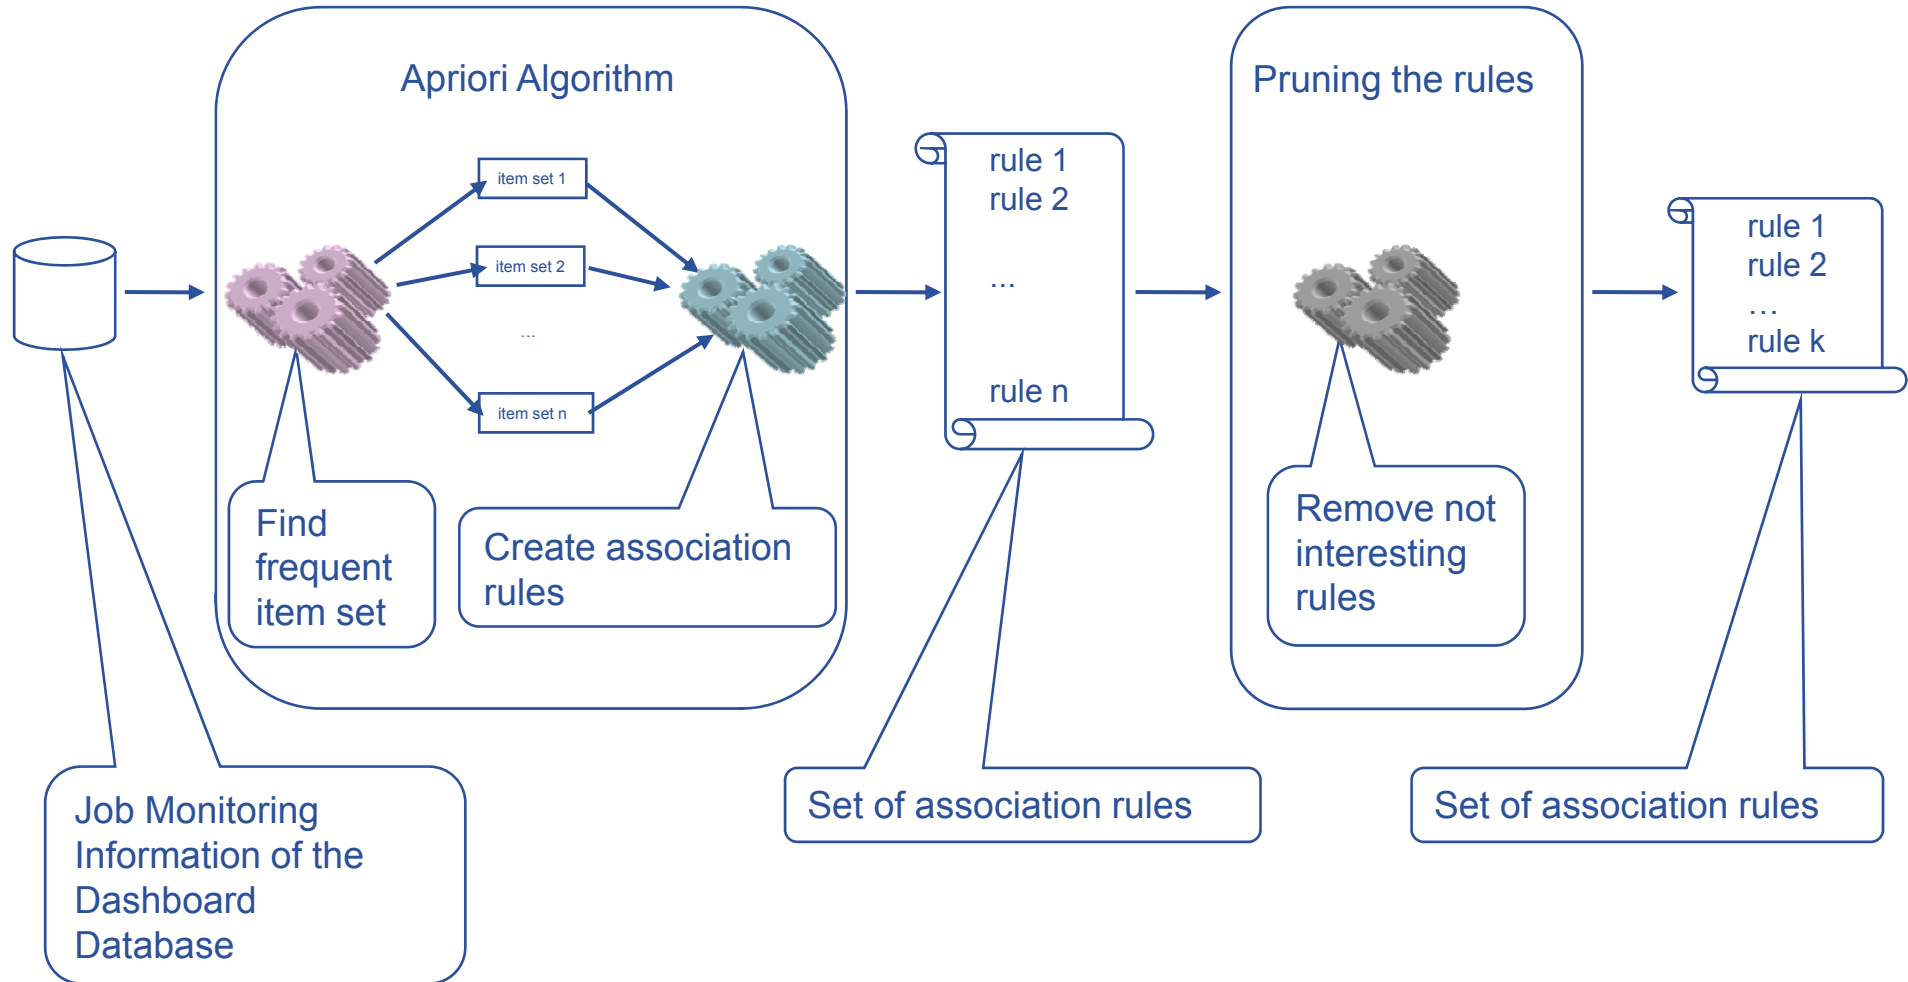 Apriori Algorithm
item set 1
item set 2
...
item set n
Find
frequent
item set
Create association
rules
Job Monitoring
Information of the
Dashboard
Database
rule 1
rule 2
...
rule n
Set of association rules
Pruning the rules
Remove not
interesting
rules
rule 1
rule 2
…
rule k
Set of association rules